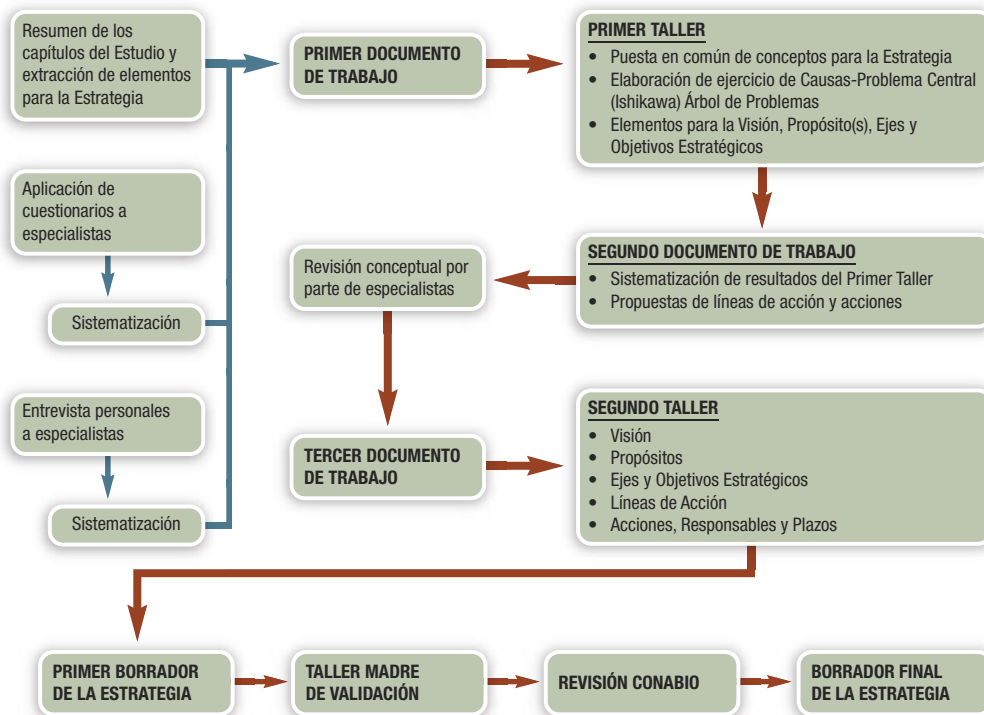 Resumen de los
capítulos del Estudio y
extracción de elementos
para la Estrategia
PRIMER DOCUMENTO
DE TRABAJO
PRIMER TALLER
• Puesta en común de conceptos para la Estrategia
• Elaboración de ejercicio de Causas-Problema Central
(Ishikawa) Árbol de Problemas
• Elementos para la Visión, Propósito(s), Ejes y
Objetivos Estratégicos
Aplicación de
cuestionarios a
especialistas
Sistematización
Entrevista personales
a especialistas
Sistematización
SEGUNDO DOCUMENTO DE TRABAJO
• Sistematización de resultados del Primer Taller
• Propuestas de líneas de acción y acciones
Revisión conceptual por
parte de especialistas
TERCER DOCUMENTO
DE TRABAJO
SEGUNDO TALLER
• Visión
• Propósitos
• Ejes y Objetivos Estratégicos
• Líneas de Acción
• Acciones, Responsables y Plazos
PRIMER BORRADOR
DE LA ESTRATEGIA
TALLER MADRE
DE VALIDACIÓN
REVISIÓN CONABIO
BORRADOR FINAL
DE LA ESTRATEGIA